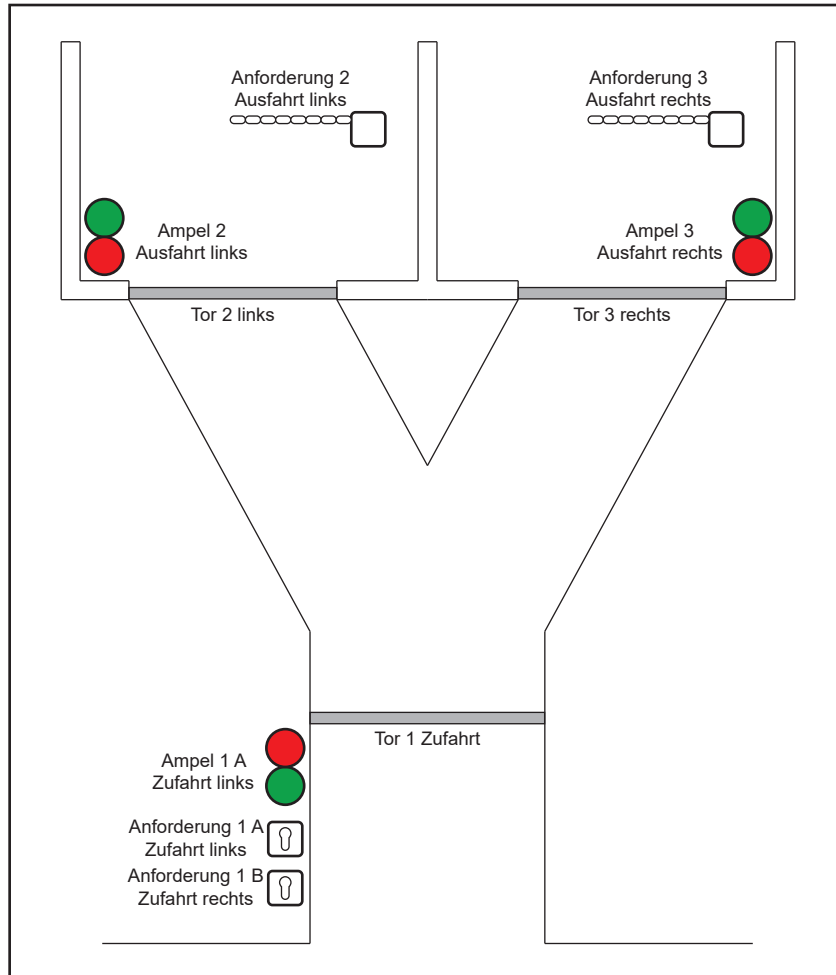 Anforderung 2
Ausfahrt links
Anforderung 3
Ausfahrt rechts
Ampel 2
Ausfahrt links
Ampel 3
Ausfahrt rechts
Tor 2 links
Tor 3 rechts
Tor 1 Zufahrt
Ampel 1 A
Zufahrt links
Anforderung 1 A
Zufahrt links
Anforderung 1 B
Zufahrt rechts